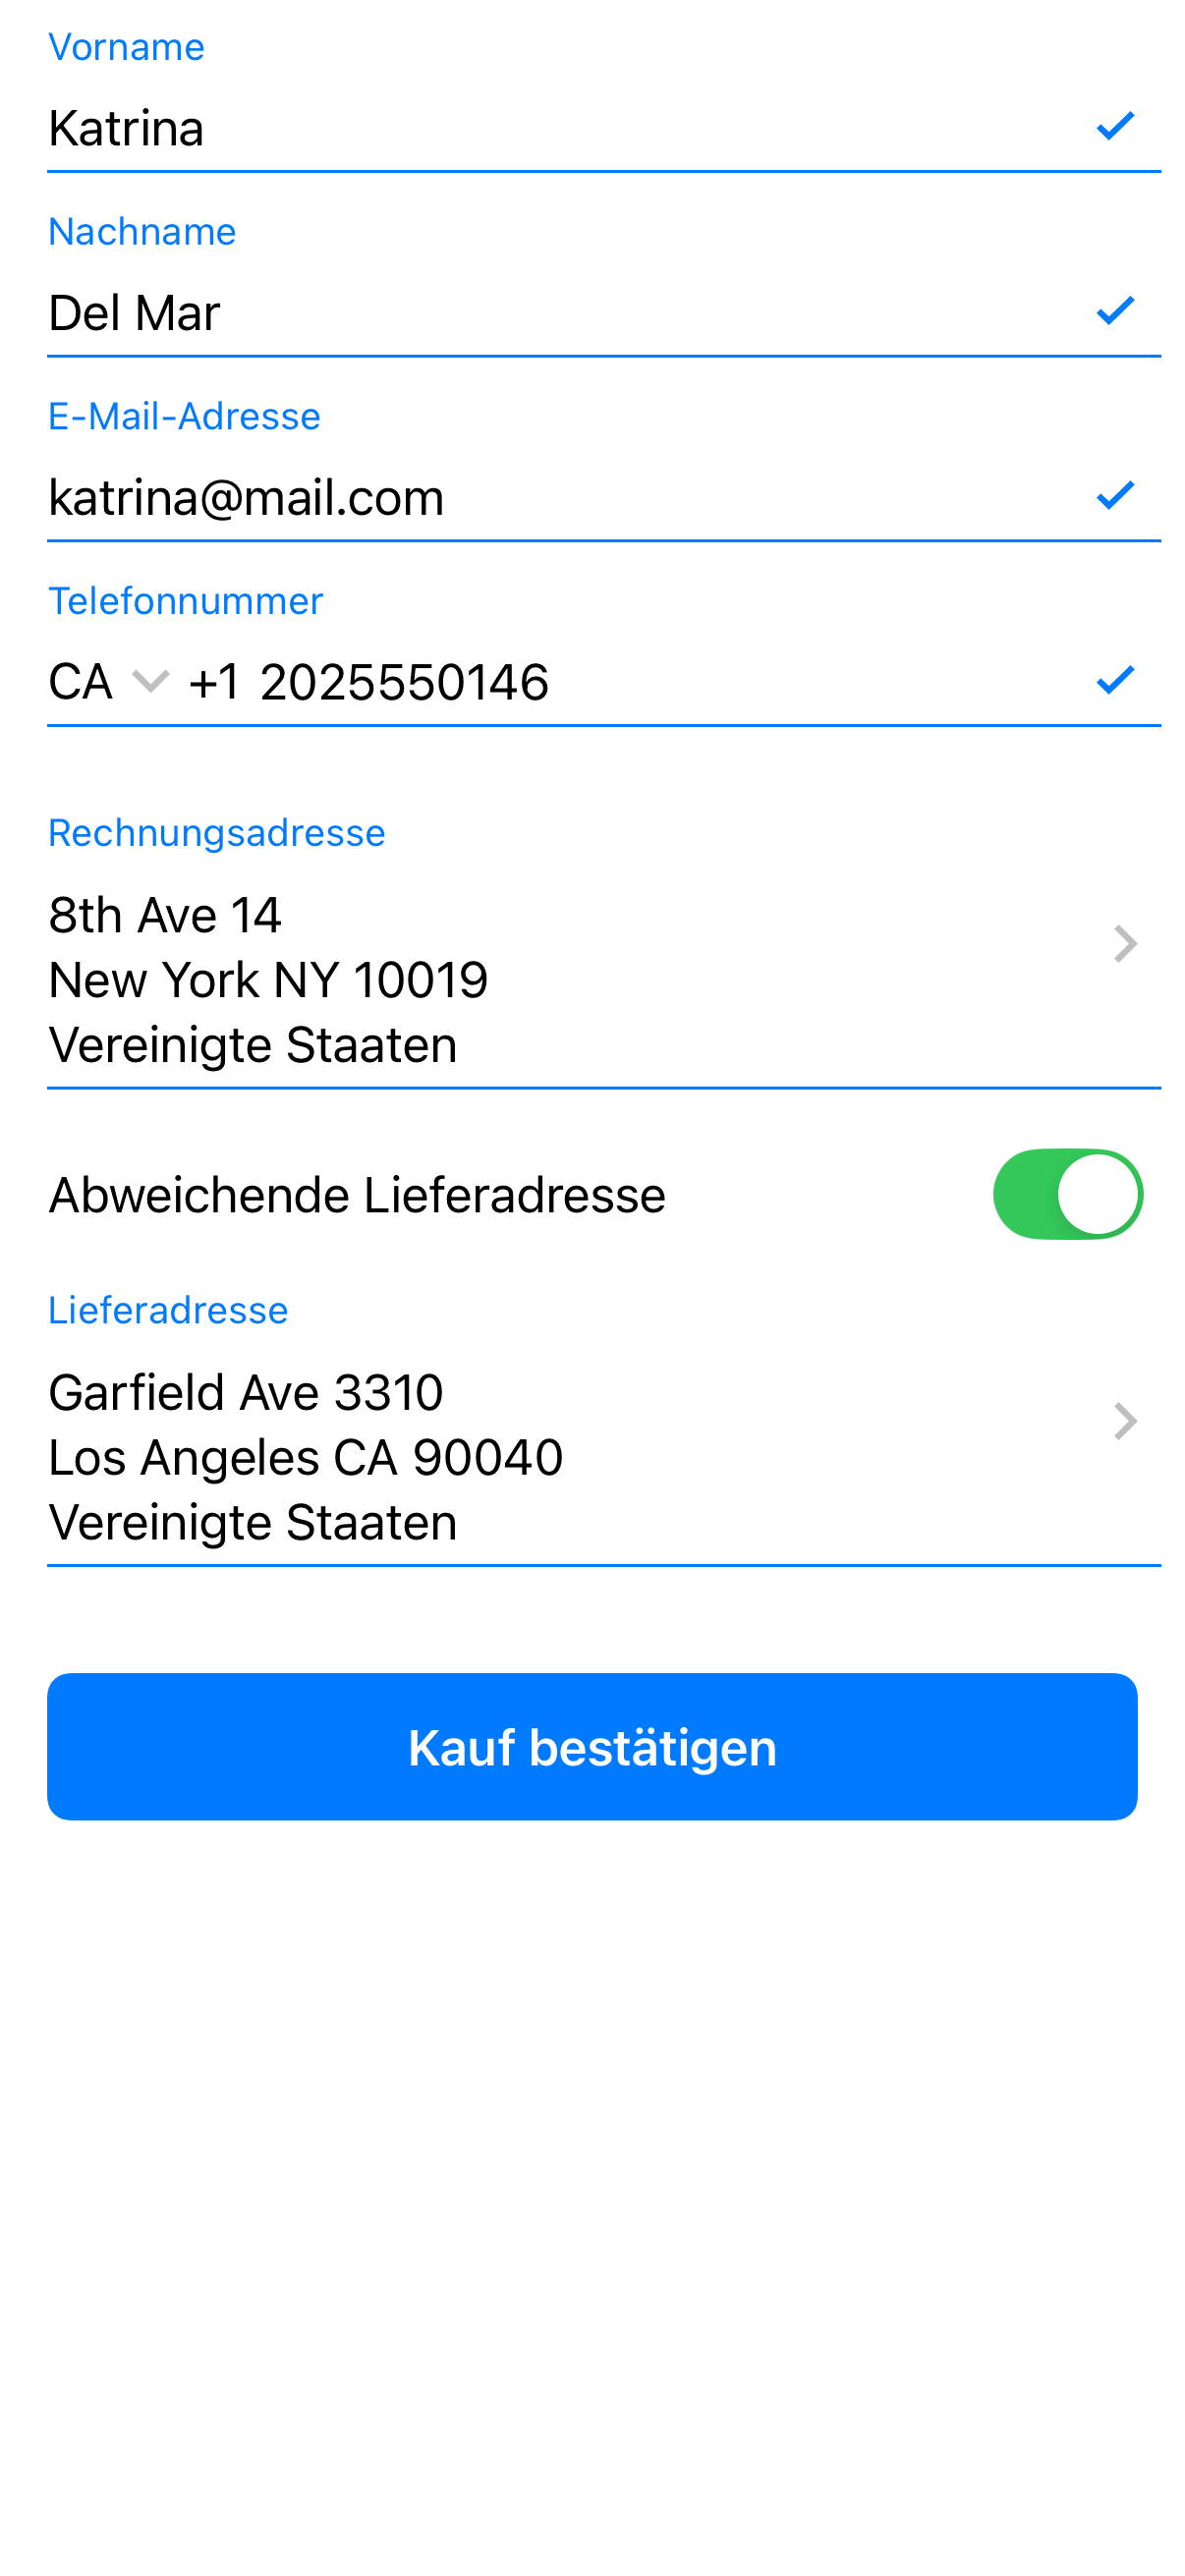 Vorname
Katrina
Nachname
Del Mar
E-Mail-Adresse
katrina@mail.com
Telefonnummer
CA +1 2025550146
Rechnungsadresse
8th Ave 14
New York NY 10019
Vereinigte Staaten
Abweichende Lieferadresse
Lieferadresse
Garfield Ave 3310
Los Angeles CA 90040
Vereinigte Staaten
Kauf bestätigen